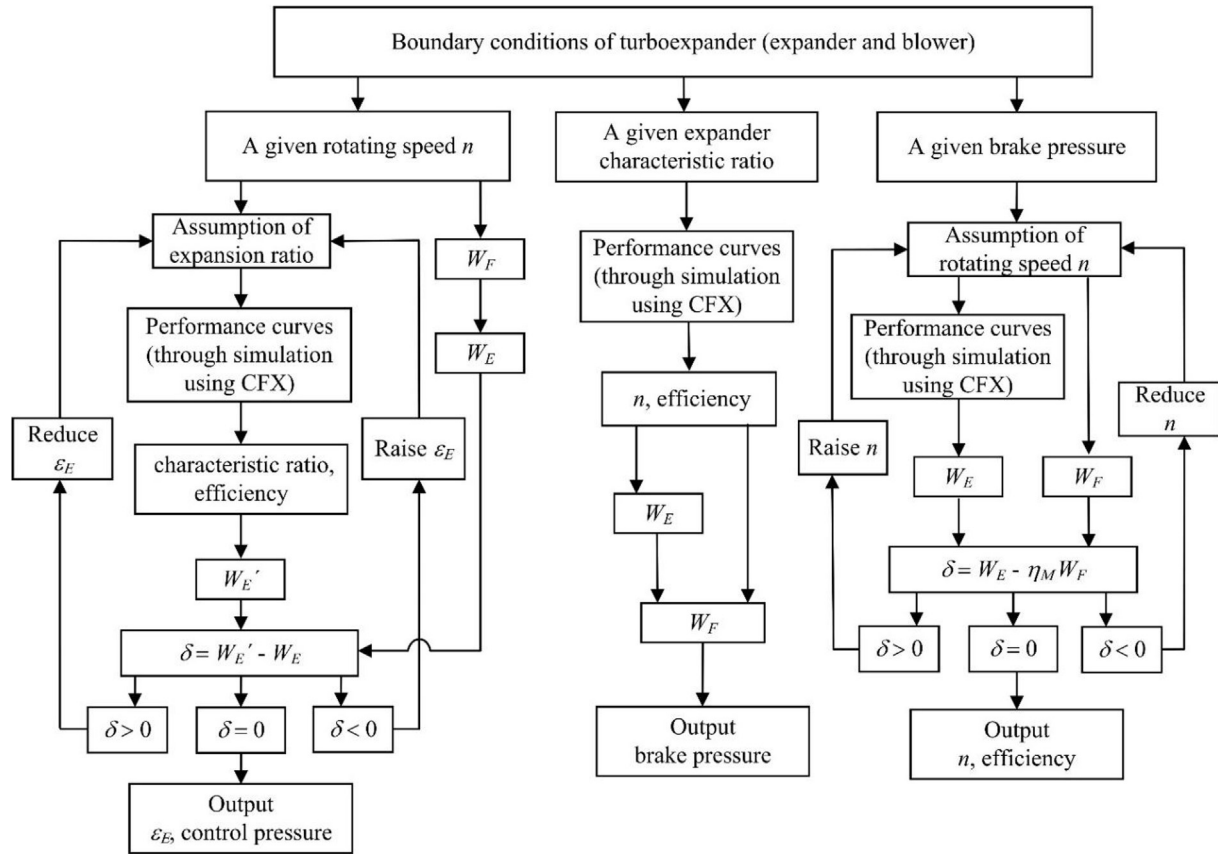 Boundary conditions of turboexpander (expander and blower)
A given rotating speed n
Assumption of
expansion ratio
Performance curves
(through simulation
using CFX)
characteristic ratio,
efficiency
W_E′
δ = W_E′ - W_E
δ > 0
δ = 0
δ < 0
Output
ε_E, control pressure
Reduce
ε_E
Raise ε_E
W_F
W_E
A given expander
characteristic ratio
Performance curves
(through simulation
using CFX)
n, efficiency
W_E
W_F
Output
brake pressure
A given brake pressure
Assumption of
rotating speed n
Performance curves
(through simulation
using CFX)
Raise n
Reduce
n
W_E
W_F
δ = W_E - η_M W_F
δ > 0
δ = 0
δ < 0
Output
n, efficiency